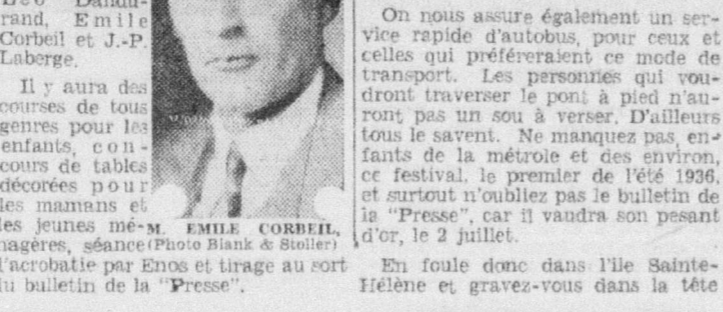 Léo Dandu-
rand, Emile
Corbeil et J.-P.
Laberge.
Il y aura des
courses de tous
genres pour les
enfants, con-
cours de tables
décorées pour
les mamans et
les jeunes mé-
nagères, séance
d'acrobatie par Enos et tirage au sort
du bulletin de la "Presse".
M. EMILE CORBEIL,
(Photo Blank & Stoller)
On nous assure également un ser-
vice rapide d'autobus, pour ceux et
celles qui préféreraient ce mode de
transport. Les personnes qui vou-
dront traverser le pont à pied n'au-
ront pas un sou à verser. D'ailleurs
tous le savent. Ne manquez pas, en-
fants de la métrole et des environ,
ce festival, le premier de l'été 1936,
et surtout n'oubliez pas le bulletin de
la "Presse", car il vaudra son pesant
d'or, le 2 juillet.
En foule donc dans l'île Sainte-
Hélène et gravez-vous dans la tête